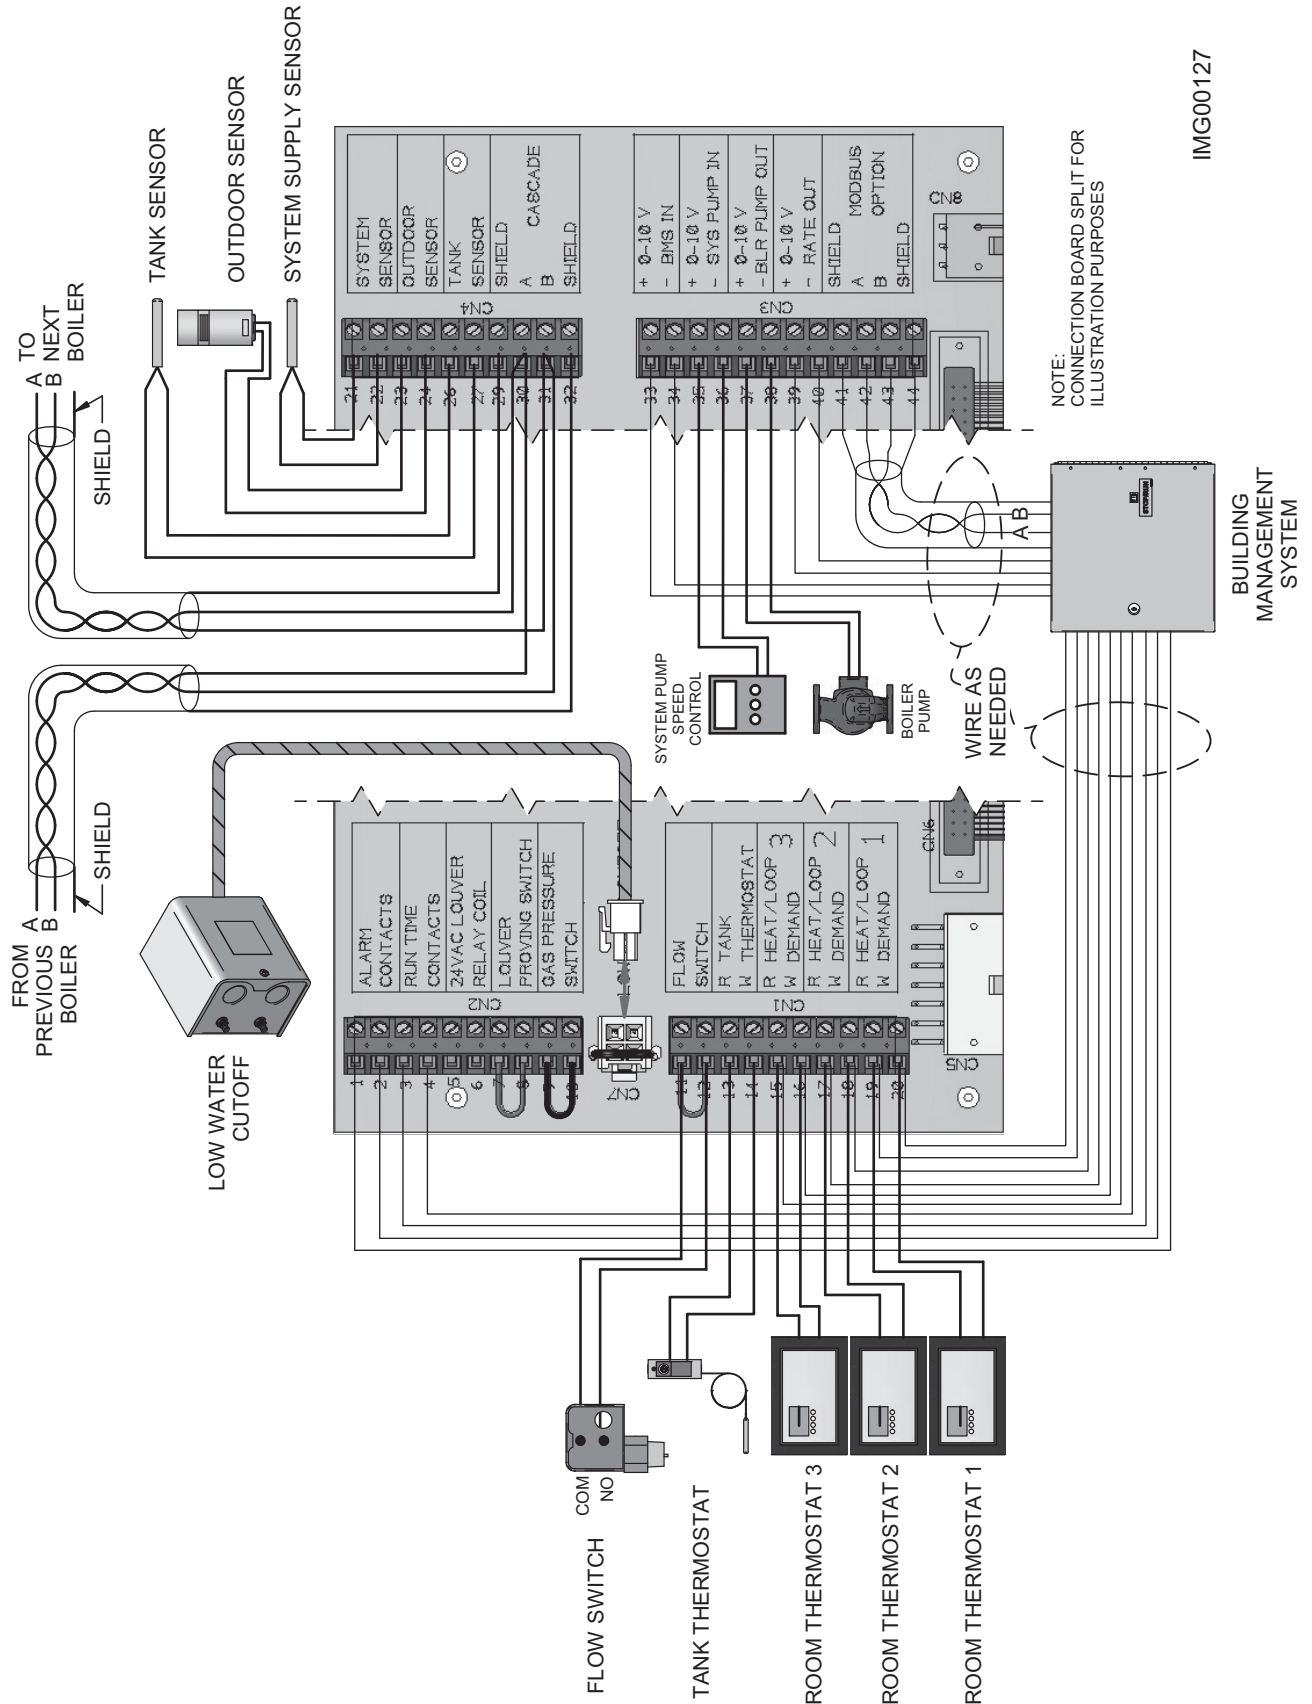 FROM
PREVIOUS
BOILER
A
B
SHIELD
TO
NEXT
BOILER
A
B
SHIELD
LOW WATER
CUTOFF
TANK SENSOR
OUTDOOR SENSOR
SYSTEM SUPPLY SENSOR
1
2
3
4
5
6
7
8
9
10
CN2
ALARM
CONTACTS
RUN TIME
CONTACTS
24VAC LOUVER
RELAY COIL
LOUVER
PROVING SWITCH
GAS PRESSURE
SWITCH
CN7
11
12
13
14
15
16
17
18
19
20
CN1
FLOW
SWITCH
R TANK
W THERMOSTAT
R HEAT/LOOP 3
W DEMAND
R HEAT/LOOP 2
W DEMAND
R HEAT/LOOP 1
W DEMAND
CN5
CN6
21
22
23
24
26
27
29
30
31
32
CN4
SYSTEM
SENSOR
OUTDOOR
SENSOR
TANK
SENSOR
SHIELD
A CASCADE
B
SHIELD
33
34
35
36
37
38
39
40
41
42
43
44
CN3
+ 0-10 V
- BMS IN
+ 0-10 V
- SYS PUMP IN
+ 0-10 V
- BLR PUMP OUT
+ 0-10 V
- RATE OUT
SHIELD
A MODBUS
B OPTION
SHIELD
CN8
SYSTEM PUMP
SPEED
CONTROL
BOILER
PUMP
WIRE AS
NEEDED
A
B
NOTE:
CONNECTION BOARD SPLIT FOR
ILLUSTRATION PURPOSES
BUILDING
MANAGEMENT
SYSTEM
COM
NO
FLOW SWITCH
TANK THERMOSTAT
ROOM THERMOSTAT 3
ROOM THERMOSTAT 2
ROOM THERMOSTAT 1
IMG00127